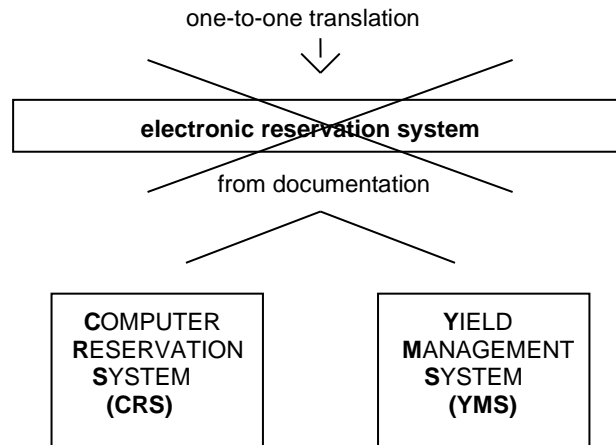 one-to-one translation
electronic reservation system
from documentation
COMPUTER
RESERVATION
SYSTEM
(CRS)
YIELD
MANAGEMENT
SYSTEM
(YMS)